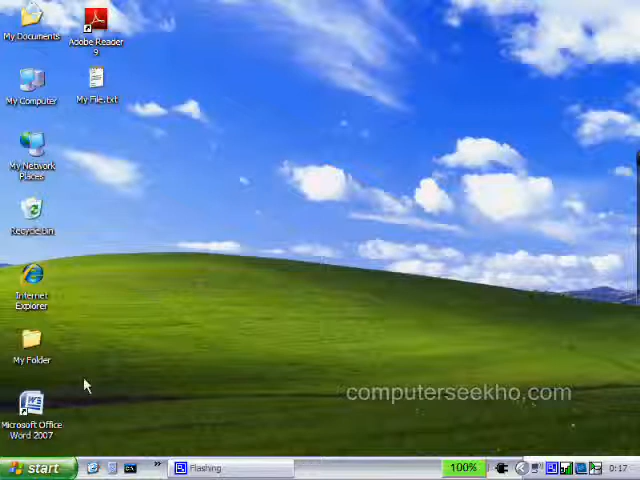 My Documents
Adobe Reader
9
My Computer
My File.txt
My Network
Places
Recycle Bin
Internet
Explorer
My Folder
computerseekho.com
Microsoft Office
Word 2007
start
Flashing
100%
0:17